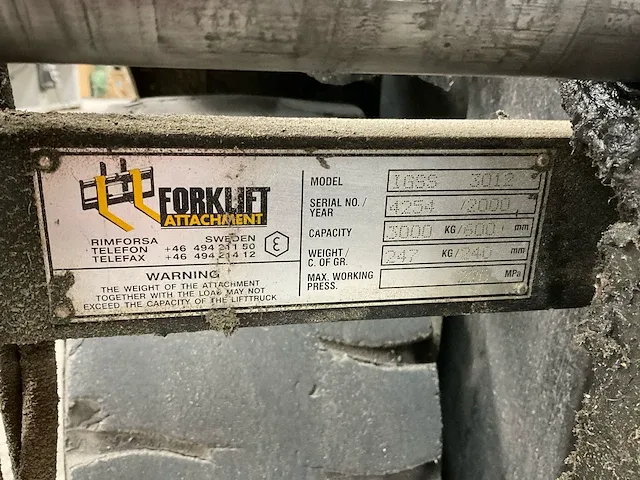 FORKLIFT
ATTACHMENT
RIMFORSA SWEDEN
TELEFON +46 494 211 50
TELEFAX +46 494 214 12
WARNING
THE WEIGHT OF THE ATTACHMENT
TOGETHER WITH THE LOAD MAY NOT
EXCEED THE CAPACITY OF THE LIFTTRUCK
MODEL IGSS 3012
SERIAL NO./ YEAR 4254 /2000
CAPACITY 3000 KG/600 mm
WEIGHT/ C. OF GR. 247 KG/240 mm
MAX. WORKING PRESS. MPa